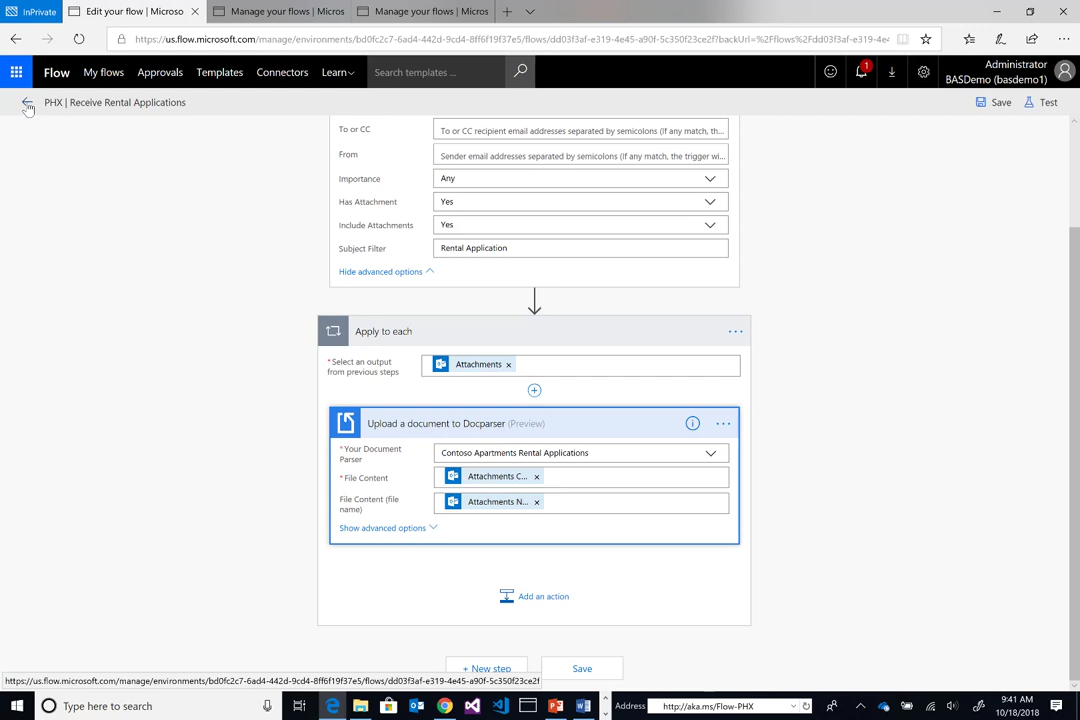 InPrivate
Edit your flow | Microso
Manage your flows | Micros
Manage your flows | Micros
https://us.flow.microsoft.com/manage/environments/bd0fc2c7-6ad4-442d-9cd4-8ff6f19f37e5/flows/dd03f3af-e319-4e45-a90f-5c350f23ce2f?backUrl=%2Fflows%2Fdd03f3af-e319-4e45
Flow
My flows
Approvals
Templates
Connectors
Learn
Search templates ...
1
Administrator
BASDemo (basdemo1)
PHX | Receive Rental Applications
Save
Test
To or CC
To or CC recipient email addresses separated by semicolons (If any match, th...
From
Sender email addresses separated by semicolons (If any match, the trigger wi...
Importance
Any
Has Attachment
Yes
Include Attachments
Yes
Subject Filter
Rental Application
Hide advanced options
Apply to each
...
*Select an output
from previous steps
Attachments ×
Upload a document to Docparser (Preview)
...
*Your Document
Parser
Contoso Apartments Rental Applications
*File Content
Attachments C... ×
File Content (file
name)
Attachments N... ×
Show advanced options
Add an action
+ New step
Save
https://us.flow.microsoft.com/manage/environments/bd0fc2c7-6ad4-442d-9cd4-8ff6f19f37e5/flows/dd03f3af-e319-4e45-a90f-5c350f29ce2f
Type here to search
Address
http://aka.ms/Flow-PHX
9:41 AM
10/18/2018